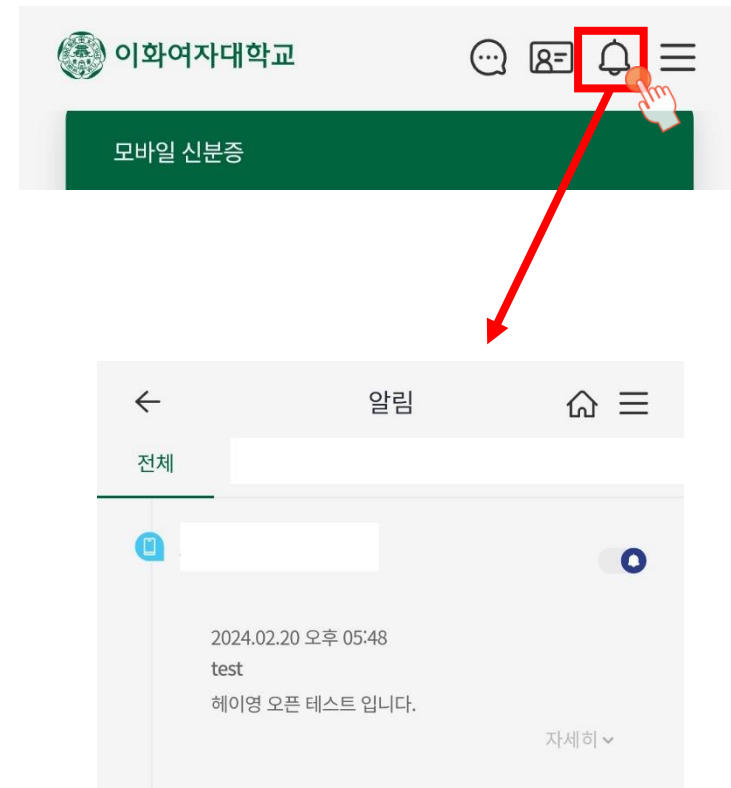 이화여자대학교
모바일 신분증
알림
전체
2024.02.20 오후 05:48
test
헤이영 오픈 테스트 입니다.
자세히